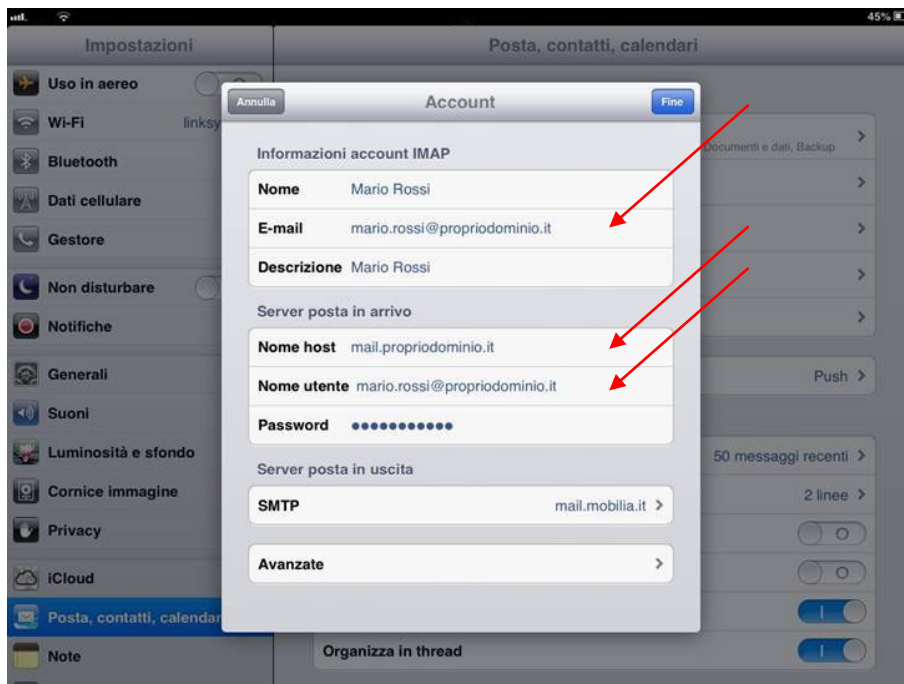 45%
Impostazioni
Posta, contatti, calendari
Uso in aereo
Wi-Fi linksy
Bluetooth
Dati cellulare
Gestore
Non disturbare
Notifiche
Generali
Suoni
Luminosità e sfondo
Cornice immagine
Privacy
iCloud
Posta, contatti, calendar
Note
Annulla
Account
Fine
Informazioni account IMAP
Nome Mario Rossi
E-mail mario.rossi@propriodominio.it
Descrizione Mario Rossi
Server posta in arrivo
Nome host mail.propriodominio.it
Nome utente mario.rossi@propriodominio.it
Password ●●●●●●●●●●●
Server posta in uscita
SMTP mail.mobilia.it
Avanzate
Documenti e dati, Backup
Push
50 messaggi recenti
2 linee
Organizza in thread